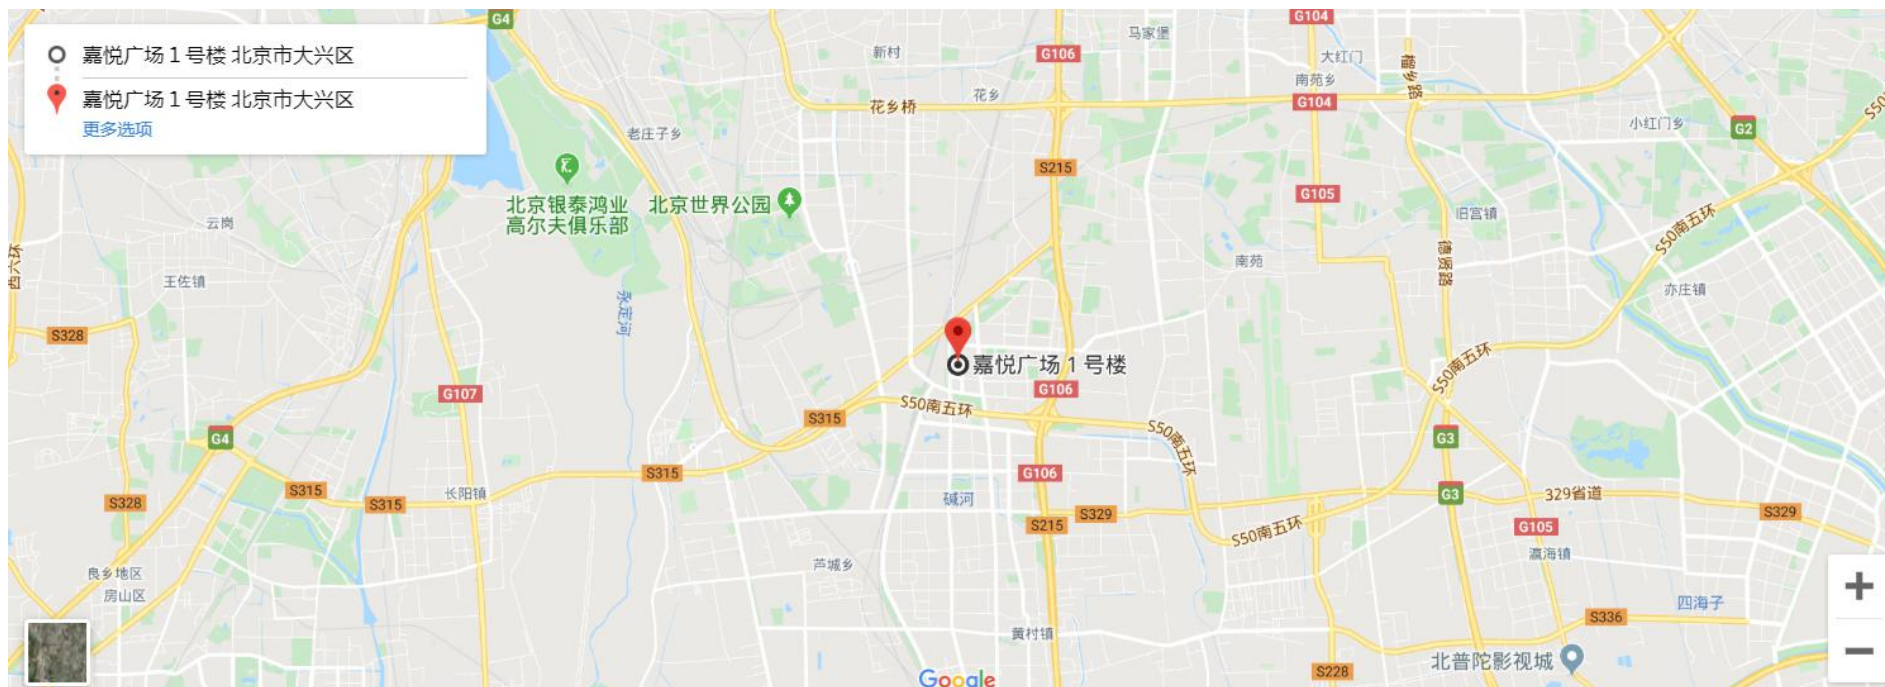 嘉悦广场 1 号楼 北京市大兴区
嘉悦广场 1 号楼 北京市大兴区
更多选项
G4
新村
G106
马家堡
G104
大红门
榴乡路
南苑乡
G104
花乡桥
花乡
S50
小红门乡
G2
老庄子乡
S215
G105
北京银泰鸿业
高尔夫俱乐部
北京世界公园
云岗
旧宫镇
S50南五环
西六环
王佐镇
永定河
南苑
德贤路
亦庄镇
S328
嘉悦广场 1 号楼
G106
S50南五环
G107
S315
S50南五环
S50南五环
G4
G3
S315
G106
S328
S315
S315
长阳镇
碱河
S215
S329
S50南五环
G3
329省道
S329
G105
瀛海镇
良乡地区
房山区
芦城乡
四海子
S336
黄村镇
S228
北普陀影视城
Google